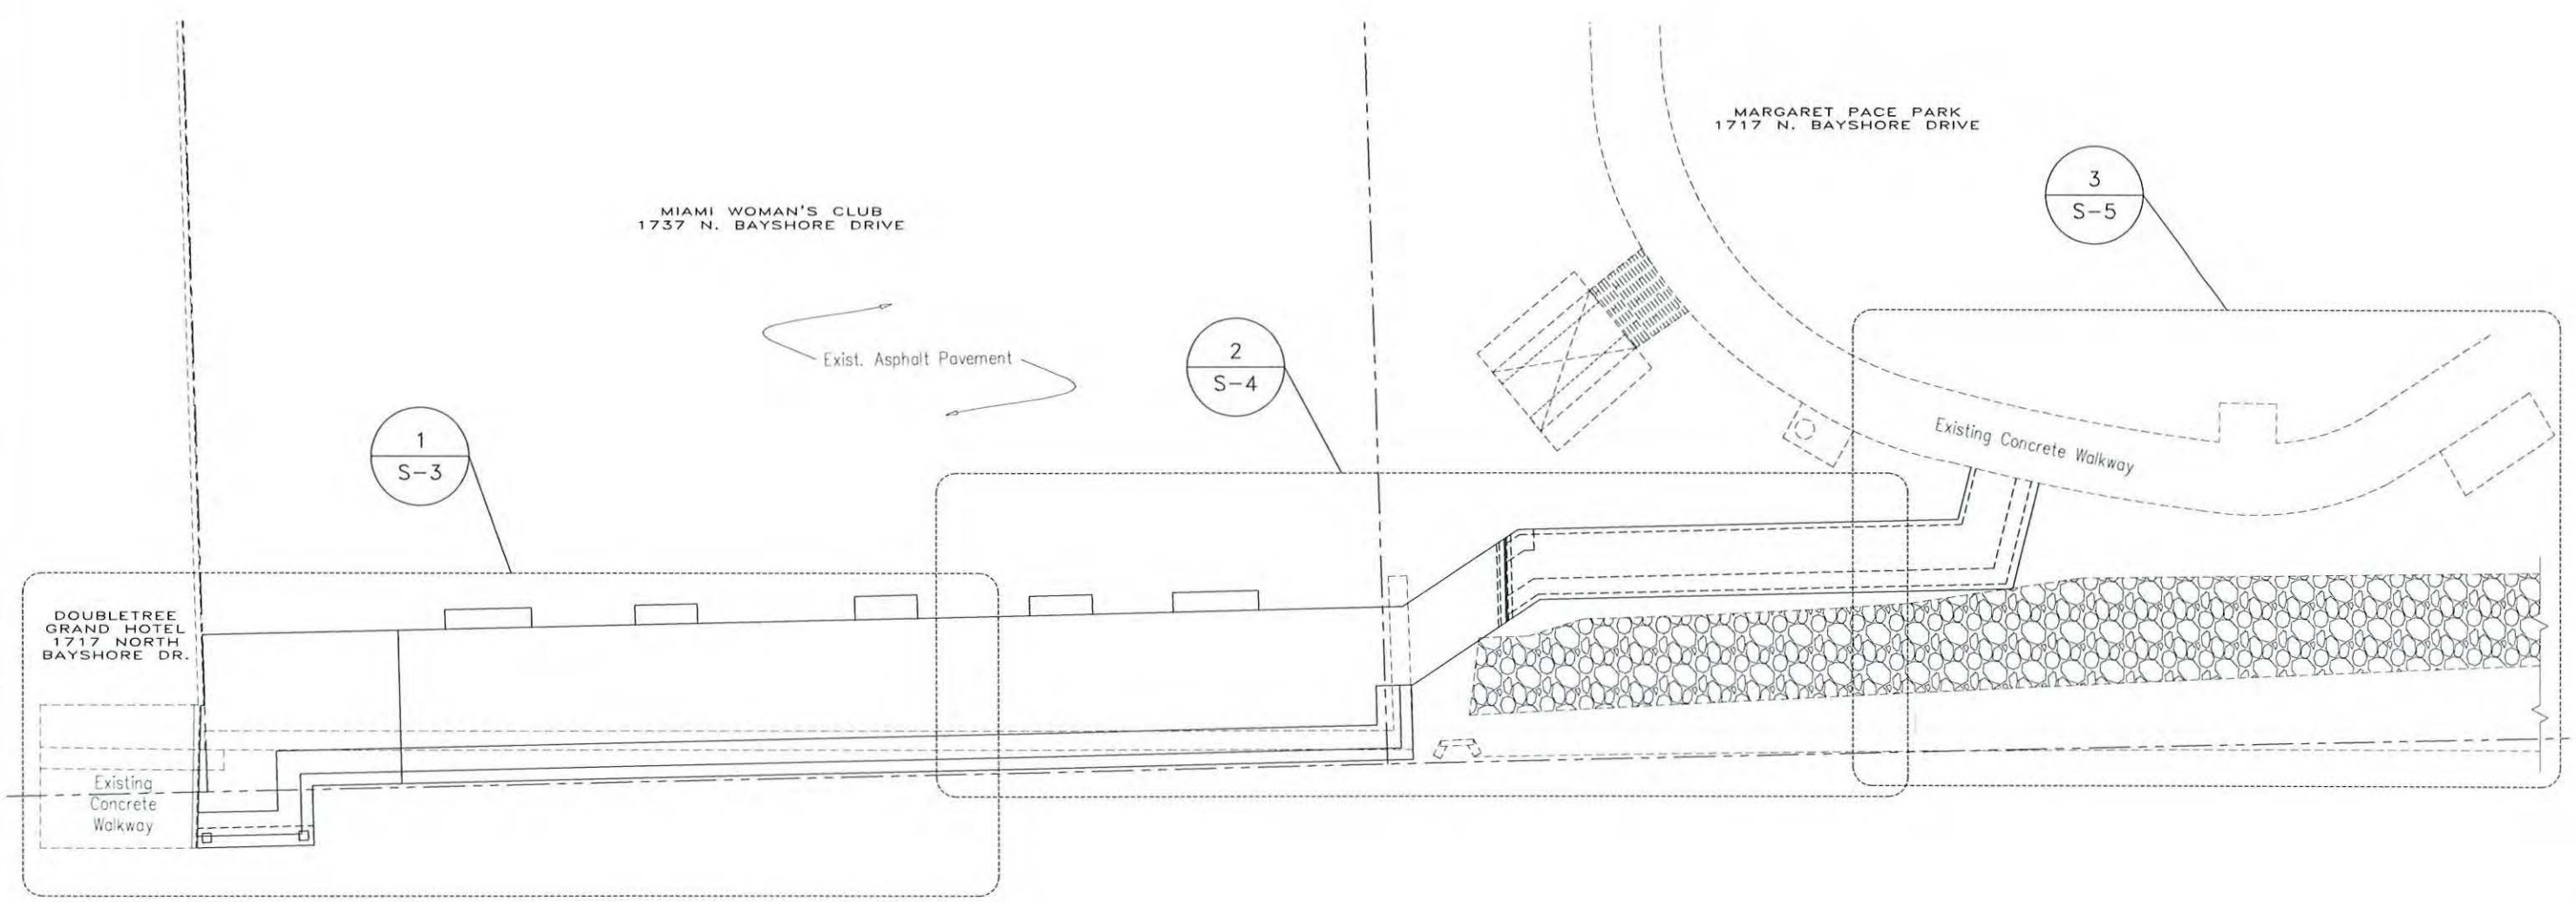 MARGARET PACE PARK
1717 N. BAYSHORE DRIVE
3
S-5
MIAMI WOMAN'S CLUB
1737 N. BAYSHORE DRIVE
Exist. Asphalt Pavement
2
S-4
1
S-3
Existing Concrete Walkway
DOUBLETREE
GRAND HOTEL
1717 NORTH
BAYSHORE DR.
Existing
Concrete
Walkway